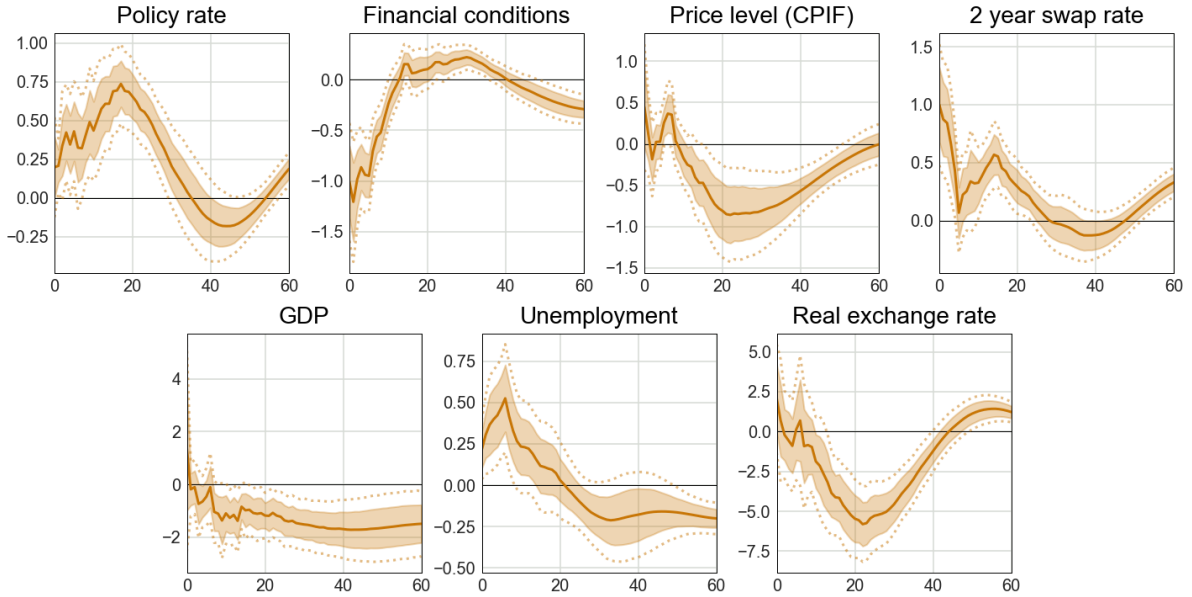 Policy rate
1.00
0.75
0.50
0.25
0.00
−0.25
0 20 40 60
Financial conditions
0.0
−0.5
−1.0
−1.5
0 20 40 60
Price level (CPIF)
1.0
0.5
0.0
−0.5
−1.0
−1.5
0 20 40 60
2 year swap rate
1.5
1.0
0.5
0.0
0 20 40 60
GDP
4
2
0
−2
0 20 40 60
Unemployment
0.75
0.50
0.25
0.00
−0.25
−0.50
0 20 40 60
Real exchange rate
5.0
2.5
0.0
−2.5
−5.0
−7.5
0 20 40 60